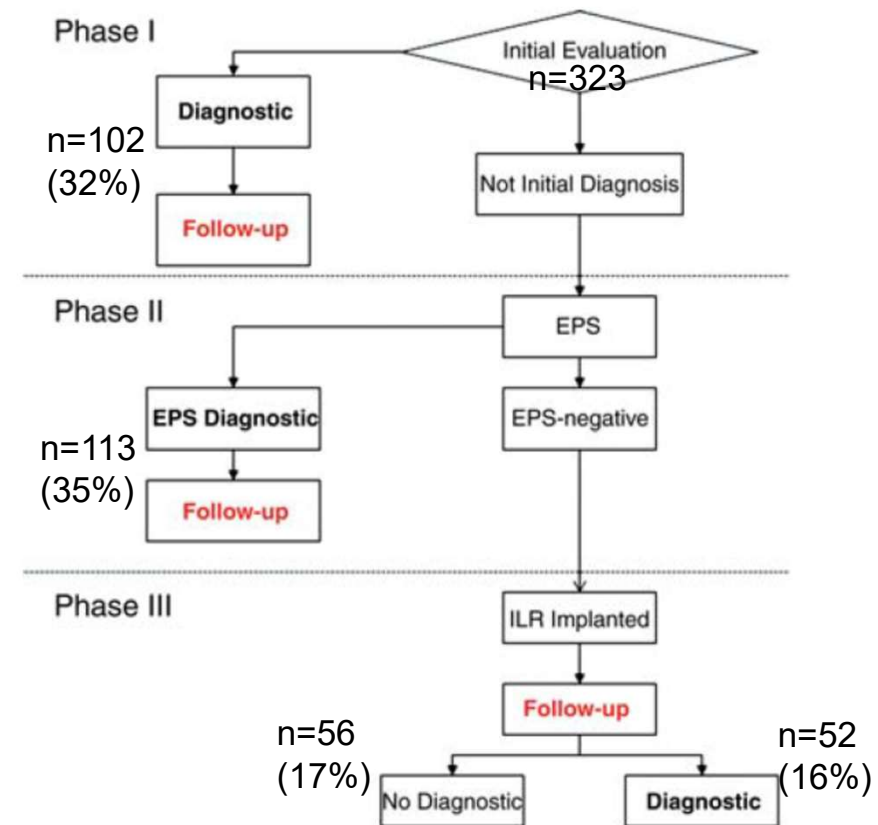 Phase I
Initial Evaluation
n=323
Diagnostic
n=102
(32%)
Not Initial Diagnosis
Follow-up
Phase II
EPS
EPS Diagnostic
EPS-negative
n=113
(35%)
Follow-up
Phase III
ILR Implanted
Follow-up
n=56
(17%)
n=52
(16%)
No Diagnostic
Diagnostic